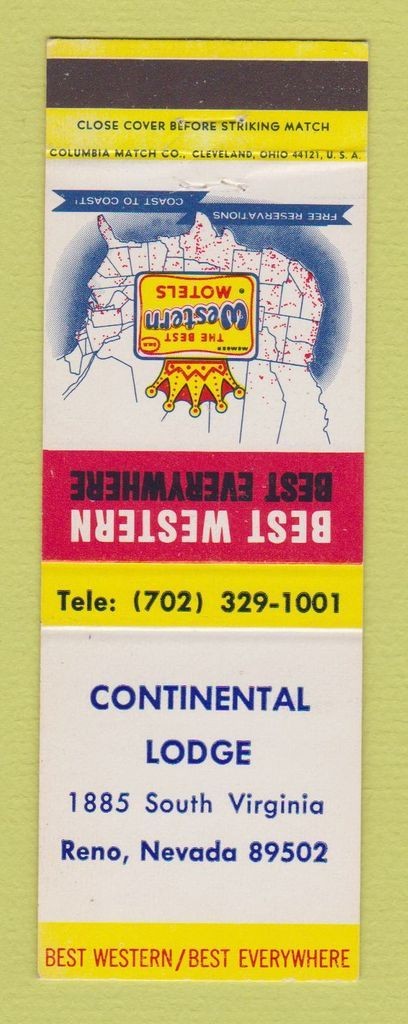 CLOSE COVER BEFORE STRIKING MATCH
COLUMBIA MATCH CO., CLEVELAND, OHIO 44121, U. S. A.
FREE RESERVATIONS
COAST TO COAST!
MEMBER
THE BEST
Western
• MOTELS
BEST WESTERN
BEST EVERYWHERE
Tele: (702) 329-1001
CONTINENTAL
LODGE
1885 South Virginia
Reno, Nevada 89502
BEST WESTERN/BEST EVERYWHERE